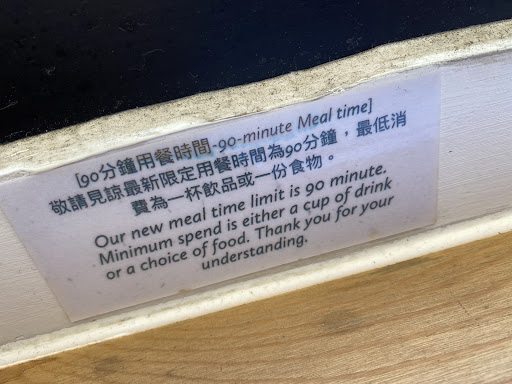 [90分鐘用餐時間-90-minute Meal time]
敬請見諒最新限定用餐時間為90分鐘，最低消
費為一杯飲品或一份食物。
Our new meal time limit is 90 minute.
Minimum spend is either a cup of drink
or a choice of food. Thank you for your
understanding.